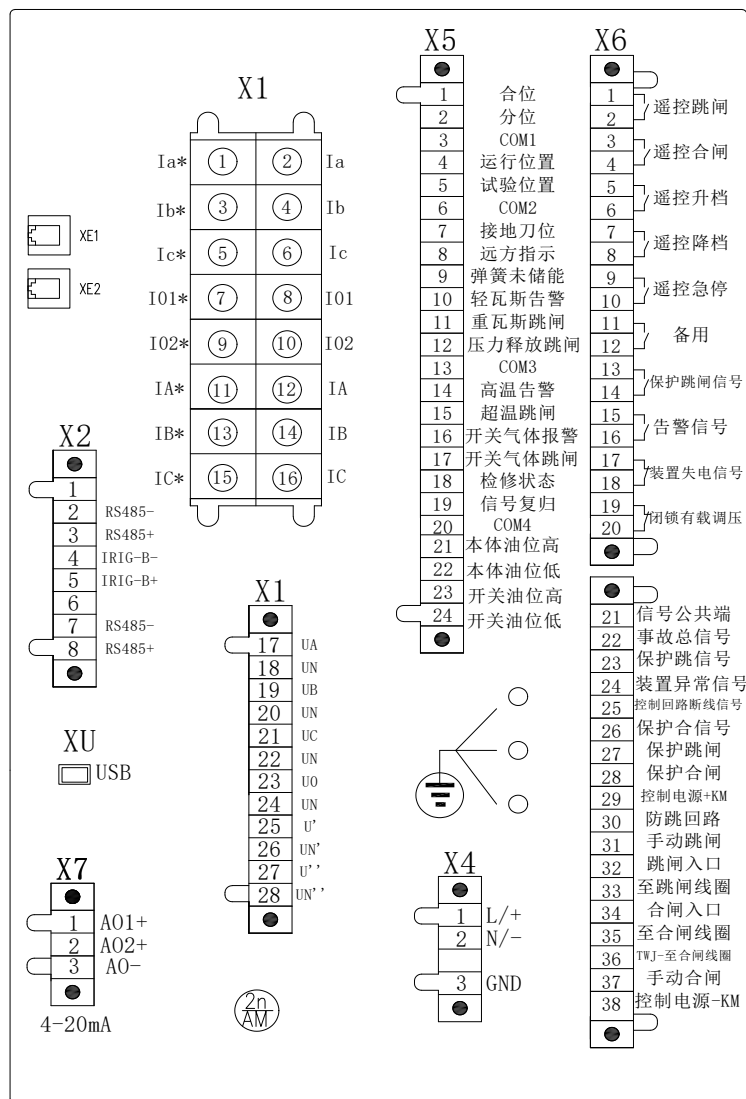 X1
Ia* 1 2 Ia
Ib* 3 4 Ib
Ic* 5 6 Ic
I01* 7 8 I01
I02* 9 10 I02
IA* 11 12 IA
IB* 13 14 IB
IC* 15 16 IC
XE1
XE2
X2
1
2 RS485-
3 RS485+
4 IRIG-B-
5 IRIG-B+
6
7 RS485-
8 RS485+
XU
USB
X7
1 AO1+
2 AO2+
3 AO-
4-20mA
X1
17 UA
18 UN
19 UB
20 UN
21 UC
22 UN
23 U0
24 UN
25 U'
26 UN'
27 U''
28 UN''
2n
AM
X5
1 合位
2 分位
3 COM1
4 运行位置
5 试验位置
6 COM2
7 接地刀位
8 远方指示
9 弹簧未储能
10 轻瓦斯告警
11 重瓦斯跳闸
12 压力释放跳闸
13 COM3
14 高温告警
15 超温跳闸
16 开关气体报警
17 开关气体跳闸
18 检修状态
19 信号复归
20 COM4
21 本体油位高
22 本体油位低
23 开关油位高
24 开关油位低
X4
1 L/+
2 N/-
3 GND
X6
1
2
遥控跳闸
3
4
遥控合闸
5
6
遥控升档
7
8
遥控降档
9
10
遥控急停
11
12
备用
13
14
保护跳闸信号
15
16
告警信号
17
18
装置失电信号
19
20
闭锁有载调压
21 信号公共端
22 事故总信号
23 保护跳信号
24 装置异常信号
25 控制回路断线信号
26 保护合信号
27 保护跳闸
28 保护合闸
29 控制电源+KM
30 防跳回路
31 手动跳闸
32 跳闸入口
33 至跳闸线圈
34 合闸入口
35 至合闸线圈
36 TWJ-至合闸线圈
37 手动合闸
38 控制电源-KM